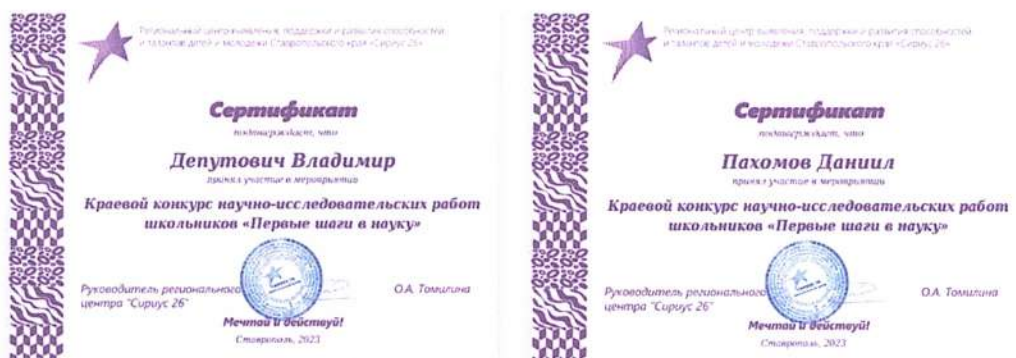 Региональный центр выявления, поддержки и развития способностей
и талантов детей и молодежи Ставропольского края «Сириус 26»
Сертификат
подтверждает, что
Депутович Владимир
принял участие в мероприятии
Краевой конкурс научно-исследовательских работ
школьников «Первые шаги в науку»
Руководитель регионального
центра "Сириус 26"
О.А. Томилина
Мечтай и действуй!
Ставрополь, 2023
Региональный центр выявления, поддержки и развития способностей
и талантов детей и молодежи Ставропольского края «Сириус 26»
Сертификат
подтверждает, что
Пахомов Даниил
принял участие в мероприятии
Краевой конкурс научно-исследовательских работ
школьников «Первые шаги в науку»
Руководитель регионального
центра "Сириус 26"
О.А. Томилина
Мечтай и действуй!
Ставрополь, 2023